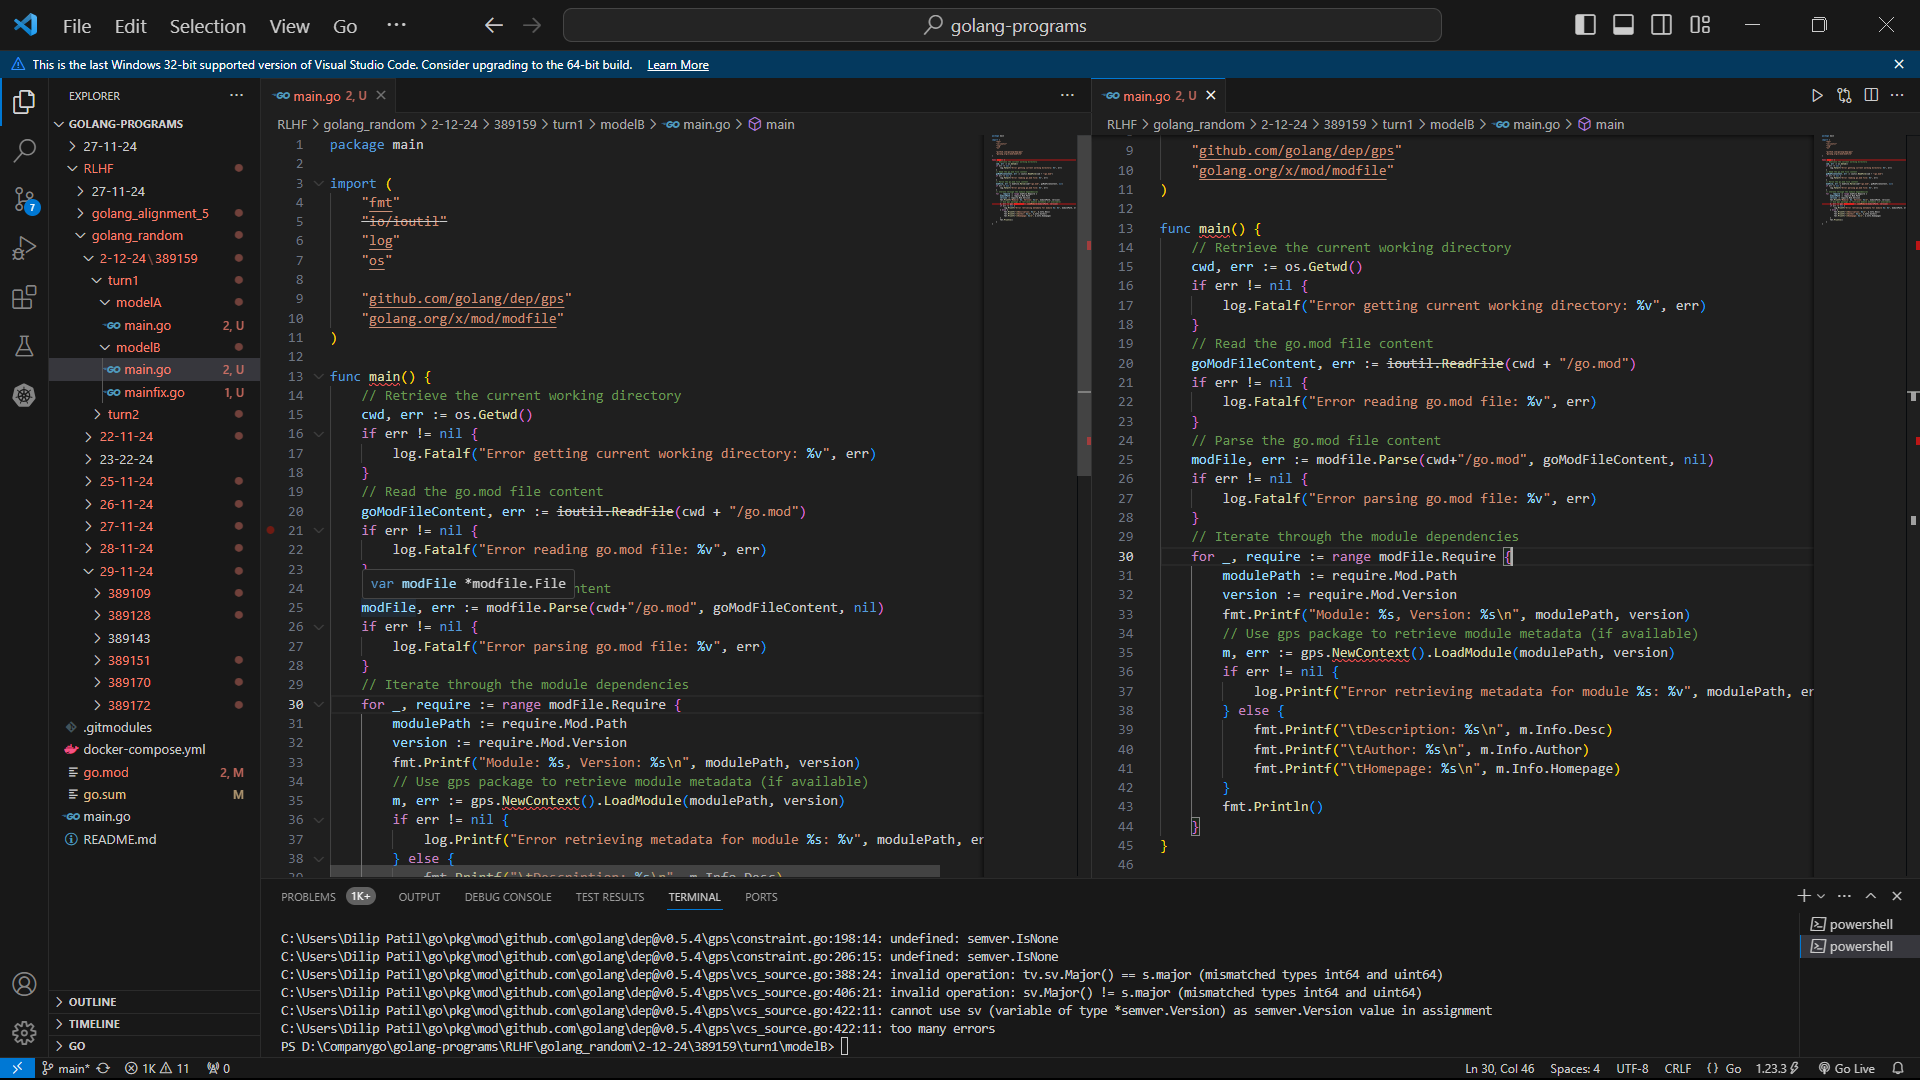 File Edit Selection View Go ···
golang-programs
This is the last Windows 32-bit supported version of Visual Studio Code. Consider upgrading to the 64-bit build. Learn More
EXPLORER
GOLANG-PROGRAMS
27-11-24
RLHF
27-11-24
golang_alignment_5
golang_random
2-12-24\389159
turn1
modelA
main.go 2, U
modelB
main.go 2, U
mainfix.go 1, U
turn2
22-11-24
23-22-24
25-11-24
26-11-24
27-11-24
28-11-24
29-11-24
389109
389128
389143
389151
389170
389172
.gitmodules
docker-compose.yml
go.mod 2, M
go.sum M
main.go
README.md
OUTLINE
TIMELINE
GO
7
main.go 2, U
RLHF > golang_random > 2-12-24 > 389159 > turn1 > modelB > main.go > main
1 package main
2
3 import (
4 "fmt"
5 "io/ioutil"
6 "log"
7 "os"
8
9 "github.com/golang/dep/gps"
10 "golang.org/x/mod/modfile"
11 )
12
13 func main() {
14 // Retrieve the current working directory
15 cwd, err := os.Getwd()
16 if err != nil {
17 log.Fatalf("Error getting current working directory: %v", err)
18 }
19 // Read the go.mod file content
20 goModFileContent, err := ioutil.ReadFile(cwd + "/go.mod")
21 if err != nil {
22 log.Fatalf("Error reading go.mod file: %v", err)
23 }
var modFile *modfile.File
24 ntent
25 modFile, err := modfile.Parse(cwd+"/go.mod", goModFileContent, nil)
26 if err != nil {
27 log.Fatalf("Error parsing go.mod file: %v", err)
28 }
29 // Iterate through the module dependencies
30 for _, require := range modFile.Require {
31 modulePath := require.Mod.Path
32 version := require.Mod.Version
33 fmt.Printf("Module: %s, Version: %s\n", modulePath, version)
34 // Use gps package to retrieve module metadata (if available)
35 m, err := gps.NewContext().LoadModule(modulePath, version)
36 if err != nil {
37 log.Printf("Error retrieving metadata for module %s: %v", modulePath, er
38 } else {
39 fmt.Printf("\tDescription: %s\n", m.Info.Desc)
main.go 2, U
RLHF > golang_random > 2-12-24 > 389159 > turn1 > modelB > main.go > main
9 "github.com/golang/dep/gps"
10 "golang.org/x/mod/modfile"
11 )
12
13 func main() {
14 // Retrieve the current working directory
15 cwd, err := os.Getwd()
16 if err != nil {
17 log.Fatalf("Error getting current working directory: %v", err)
18 }
19 // Read the go.mod file content
20 goModFileContent, err := ioutil.ReadFile(cwd + "/go.mod")
21 if err != nil {
22 log.Fatalf("Error reading go.mod file: %v", err)
23 }
24 // Parse the go.mod file content
25 modFile, err := modfile.Parse(cwd+"/go.mod", goModFileContent, nil)
26 if err != nil {
27 log.Fatalf("Error parsing go.mod file: %v", err)
28 }
29 // Iterate through the module dependencies
30 for _, require := range modFile.Require {
31 modulePath := require.Mod.Path
32 version := require.Mod.Version
33 fmt.Printf("Module: %s, Version: %s\n", modulePath, version)
34 // Use gps package to retrieve module metadata (if available)
35 m, err := gps.NewContext().LoadModule(modulePath, version)
36 if err != nil {
37 log.Printf("Error retrieving metadata for module %s: %v", modulePath, er
38 } else {
39 fmt.Printf("\tDescription: %s\n", m.Info.Desc)
40 fmt.Printf("\tAuthor: %s\n", m.Info.Author)
41 fmt.Printf("\tHomepage: %s\n", m.Info.Homepage)
42 }
43 fmt.Println()
44 }
45 }
46
PROBLEMS 1K+ OUTPUT DEBUG CONSOLE TEST RESULTS TERMINAL PORTS
C:\Users\Dilip Patil\go\pkg\mod\github.com\golang\dep@v0.5.4\gps\constraint.go:198:14: undefined: semver.IsNone
C:\Users\Dilip Patil\go\pkg\mod\github.com\golang\dep@v0.5.4\gps\constraint.go:206:15: undefined: semver.IsNone
C:\Users\Dilip Patil\go\pkg\mod\github.com\golang\dep@v0.5.4\gps\vcs_source.go:388:24: invalid operation: tv.sv.Major() == s.major (mismatched types int64 and uint64)
C:\Users\Dilip Patil\go\pkg\mod\github.com\golang\dep@v0.5.4\gps\vcs_source.go:406:21: invalid operation: sv.Major() != s.major (mismatched types int64 and uint64)
C:\Users\Dilip Patil\go\pkg\mod\github.com\golang\dep@v0.5.4\gps\vcs_source.go:422:11: cannot use sv (variable of type *semver.Version) as semver.Version value in assignment
C:\Users\Dilip Patil\go\pkg\mod\github.com\golang\dep@v0.5.4\gps\vcs_source.go:422:11: too many errors
PS D:\Companygo\golang-programs\RLHF\golang_random\2-12-24\389159\turn1\modelB>
powershell
powershell
main* 1K 11 0 Ln 30, Col 46 Spaces: 4 UTF-8 CRLF {} Go 1.23.3 Go Live